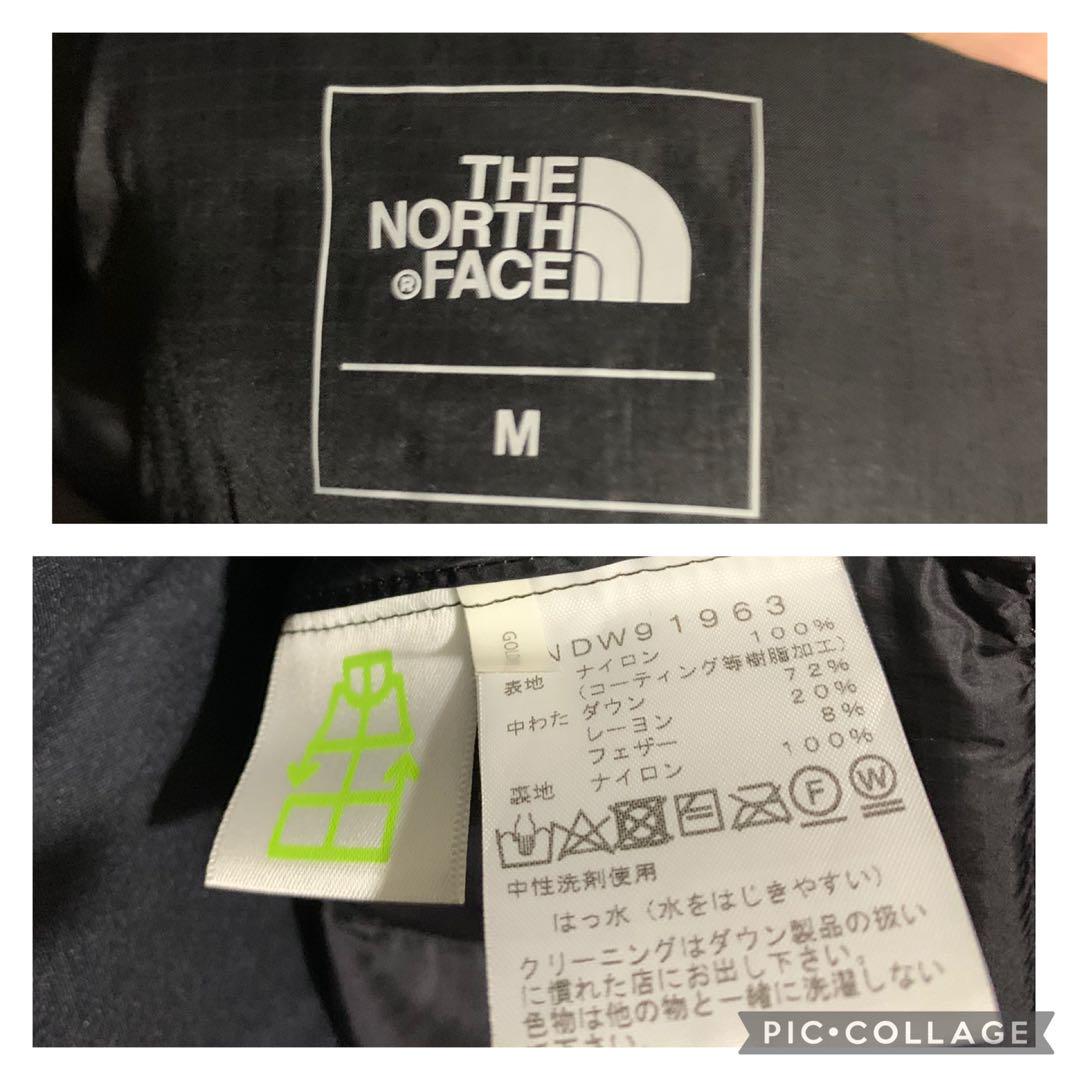 THE
NORTH
®FACE
M
GOLD
NDW91963
表地 ナイロン 100%
(コーティング等樹脂加工)
中わた ダウン 72%
レーヨン 20%
フェザー 8%
裏地 ナイロン 100%
F W
中性洗剤使用
はっ水(水をはじきやすい)
クリーニングはダウン製品の扱い
に慣れた店にお出し下さい。
色物は他の物と一緒に洗濯しない
で下さい。
PIC•COLLAGE